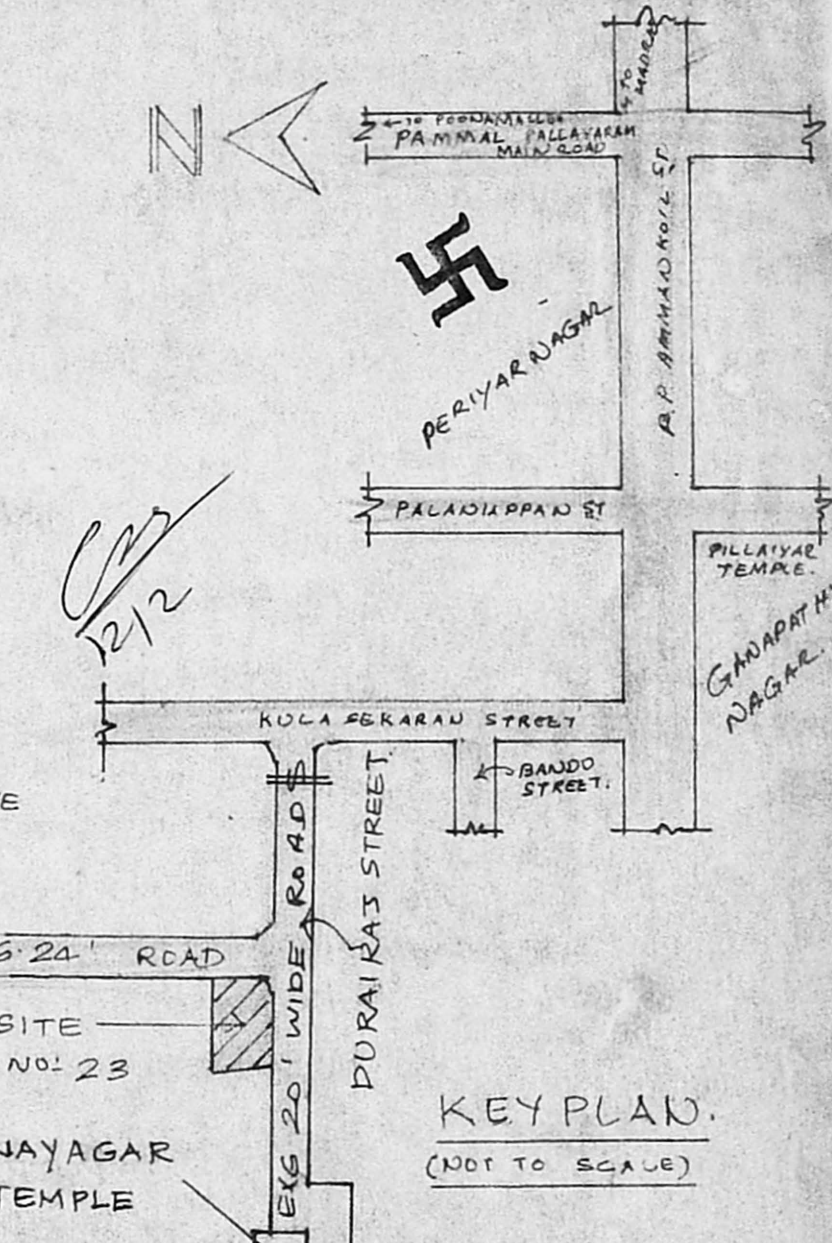 TO MADRAS
N
TO POONAMALLEE
PAMMAL PALLAVARAM
MAIN ROAD
B.P. AMMAN KOIL ST.
PERIYAR NAGAR
PALANIAPPAN ST
PILLAIYAR
TEMPLE.
GANAPATHY
NAGAR.
12/2
KULA SEKARAN STREET
BANDO
STREET.
E
DURAIRAJ STREET.
EXG 20' WIDE ROAD
G. 24' ROAD
SITE
NO: 23
NAYAGAR
TEMPLE
KEY PLAN.
(NOT TO SCALE)